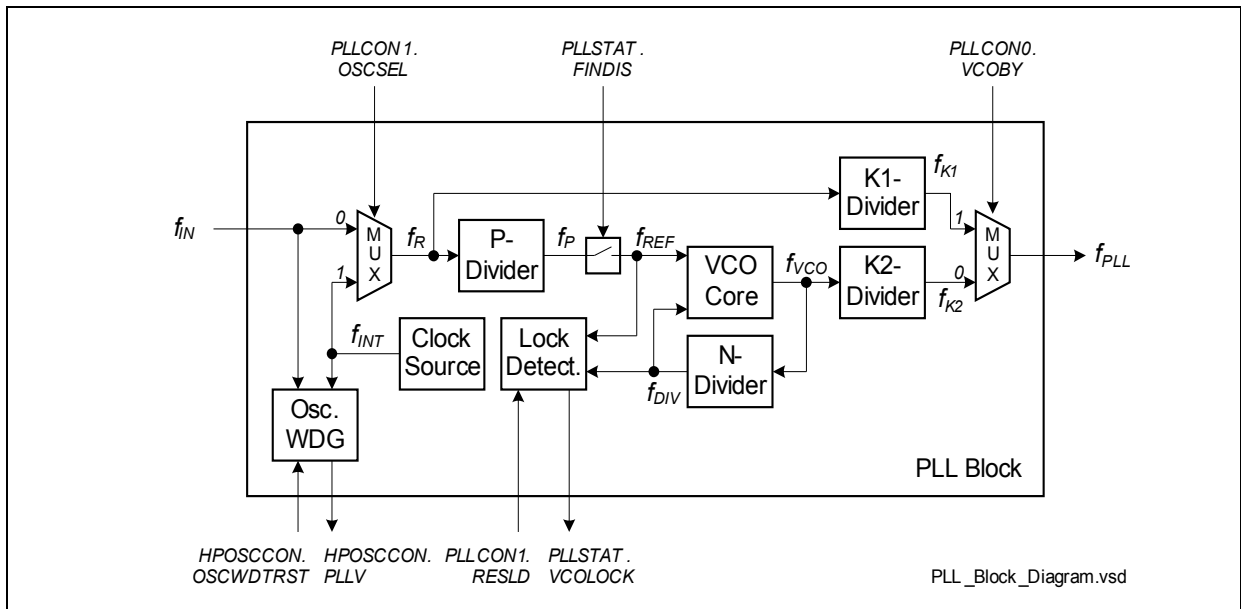 PLLCON1.
OSCSEL
PLLSTAT.
FINDIS
PLLCON0.
VCOBY
fIN
0
1
MUX
fR
P-
Divider
fP
fREF
VCO
Core
fVCO
K1-
Divider
fK1
K2-
Divider
fK2
1
0
MUX
fPLL
fINT
Clock
Source
Lock
Detect.
fDIV
N-
Divider
Osc.
WDG
PLL Block
HPOSCCON.
OSCWDTRST
HPOSCCON.
PLLV
PLLCON1.
RESLD
PLLSTAT.
VCOLOCK
PLL_Block_Diagram.vsd